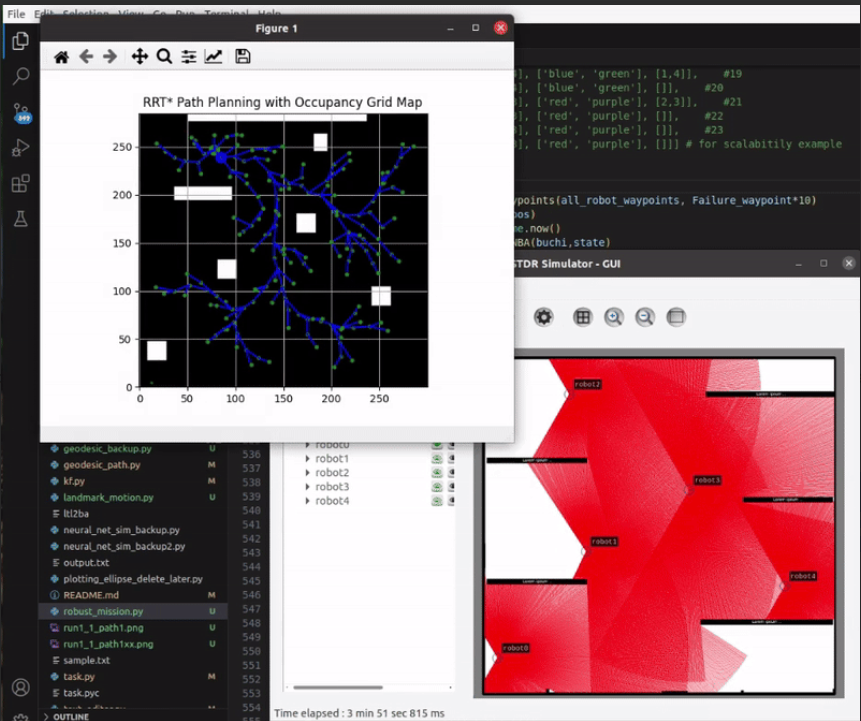 File Edit Selection View Go Run Terminal Help
Figure 1
RRT* Path Planning with Occupancy Grid Map
250
200
150
100
50
0
0 50 100 150 200 250
], ['blue', 'green'], [1,4]], #19
], ['blue', 'green'], []], #20
], ['red', 'purple'], [2,3]], #21
], ['red', 'purple'], []], #22
], ['red', 'purple'], []], #23
], ['red', 'purple'], []]] # for scalabitily example
ypoints(all_robot_waypoints, Failure_waypoint*10)
pos)
me.now()
NBA(buchi,state)
STDR Simulator - GUI
robot0
robot1
robot2
robot3
robot4
robot2
robot3
robot1
robot4
robot0
Time elapsed : 3 min 51 sec 815 ms
geodesic_backup.py U
geodesic_path.py M
kf.py M
landmark_motion.py U
ltl2ba
neural_net_sim_backup.py
neural_net_sim_backup2.py
output.txt
plotting_ellipse_delete_later.py
README.md M
robust_mission.py U
run1_1_path1.png U
run1_1_path1xx.png U
sample.txt
task.py M
task.pyc
OUTLINE
536
537
538
539
540
541
542
543
544
545
546
547
548
549
550
551
552
553
554